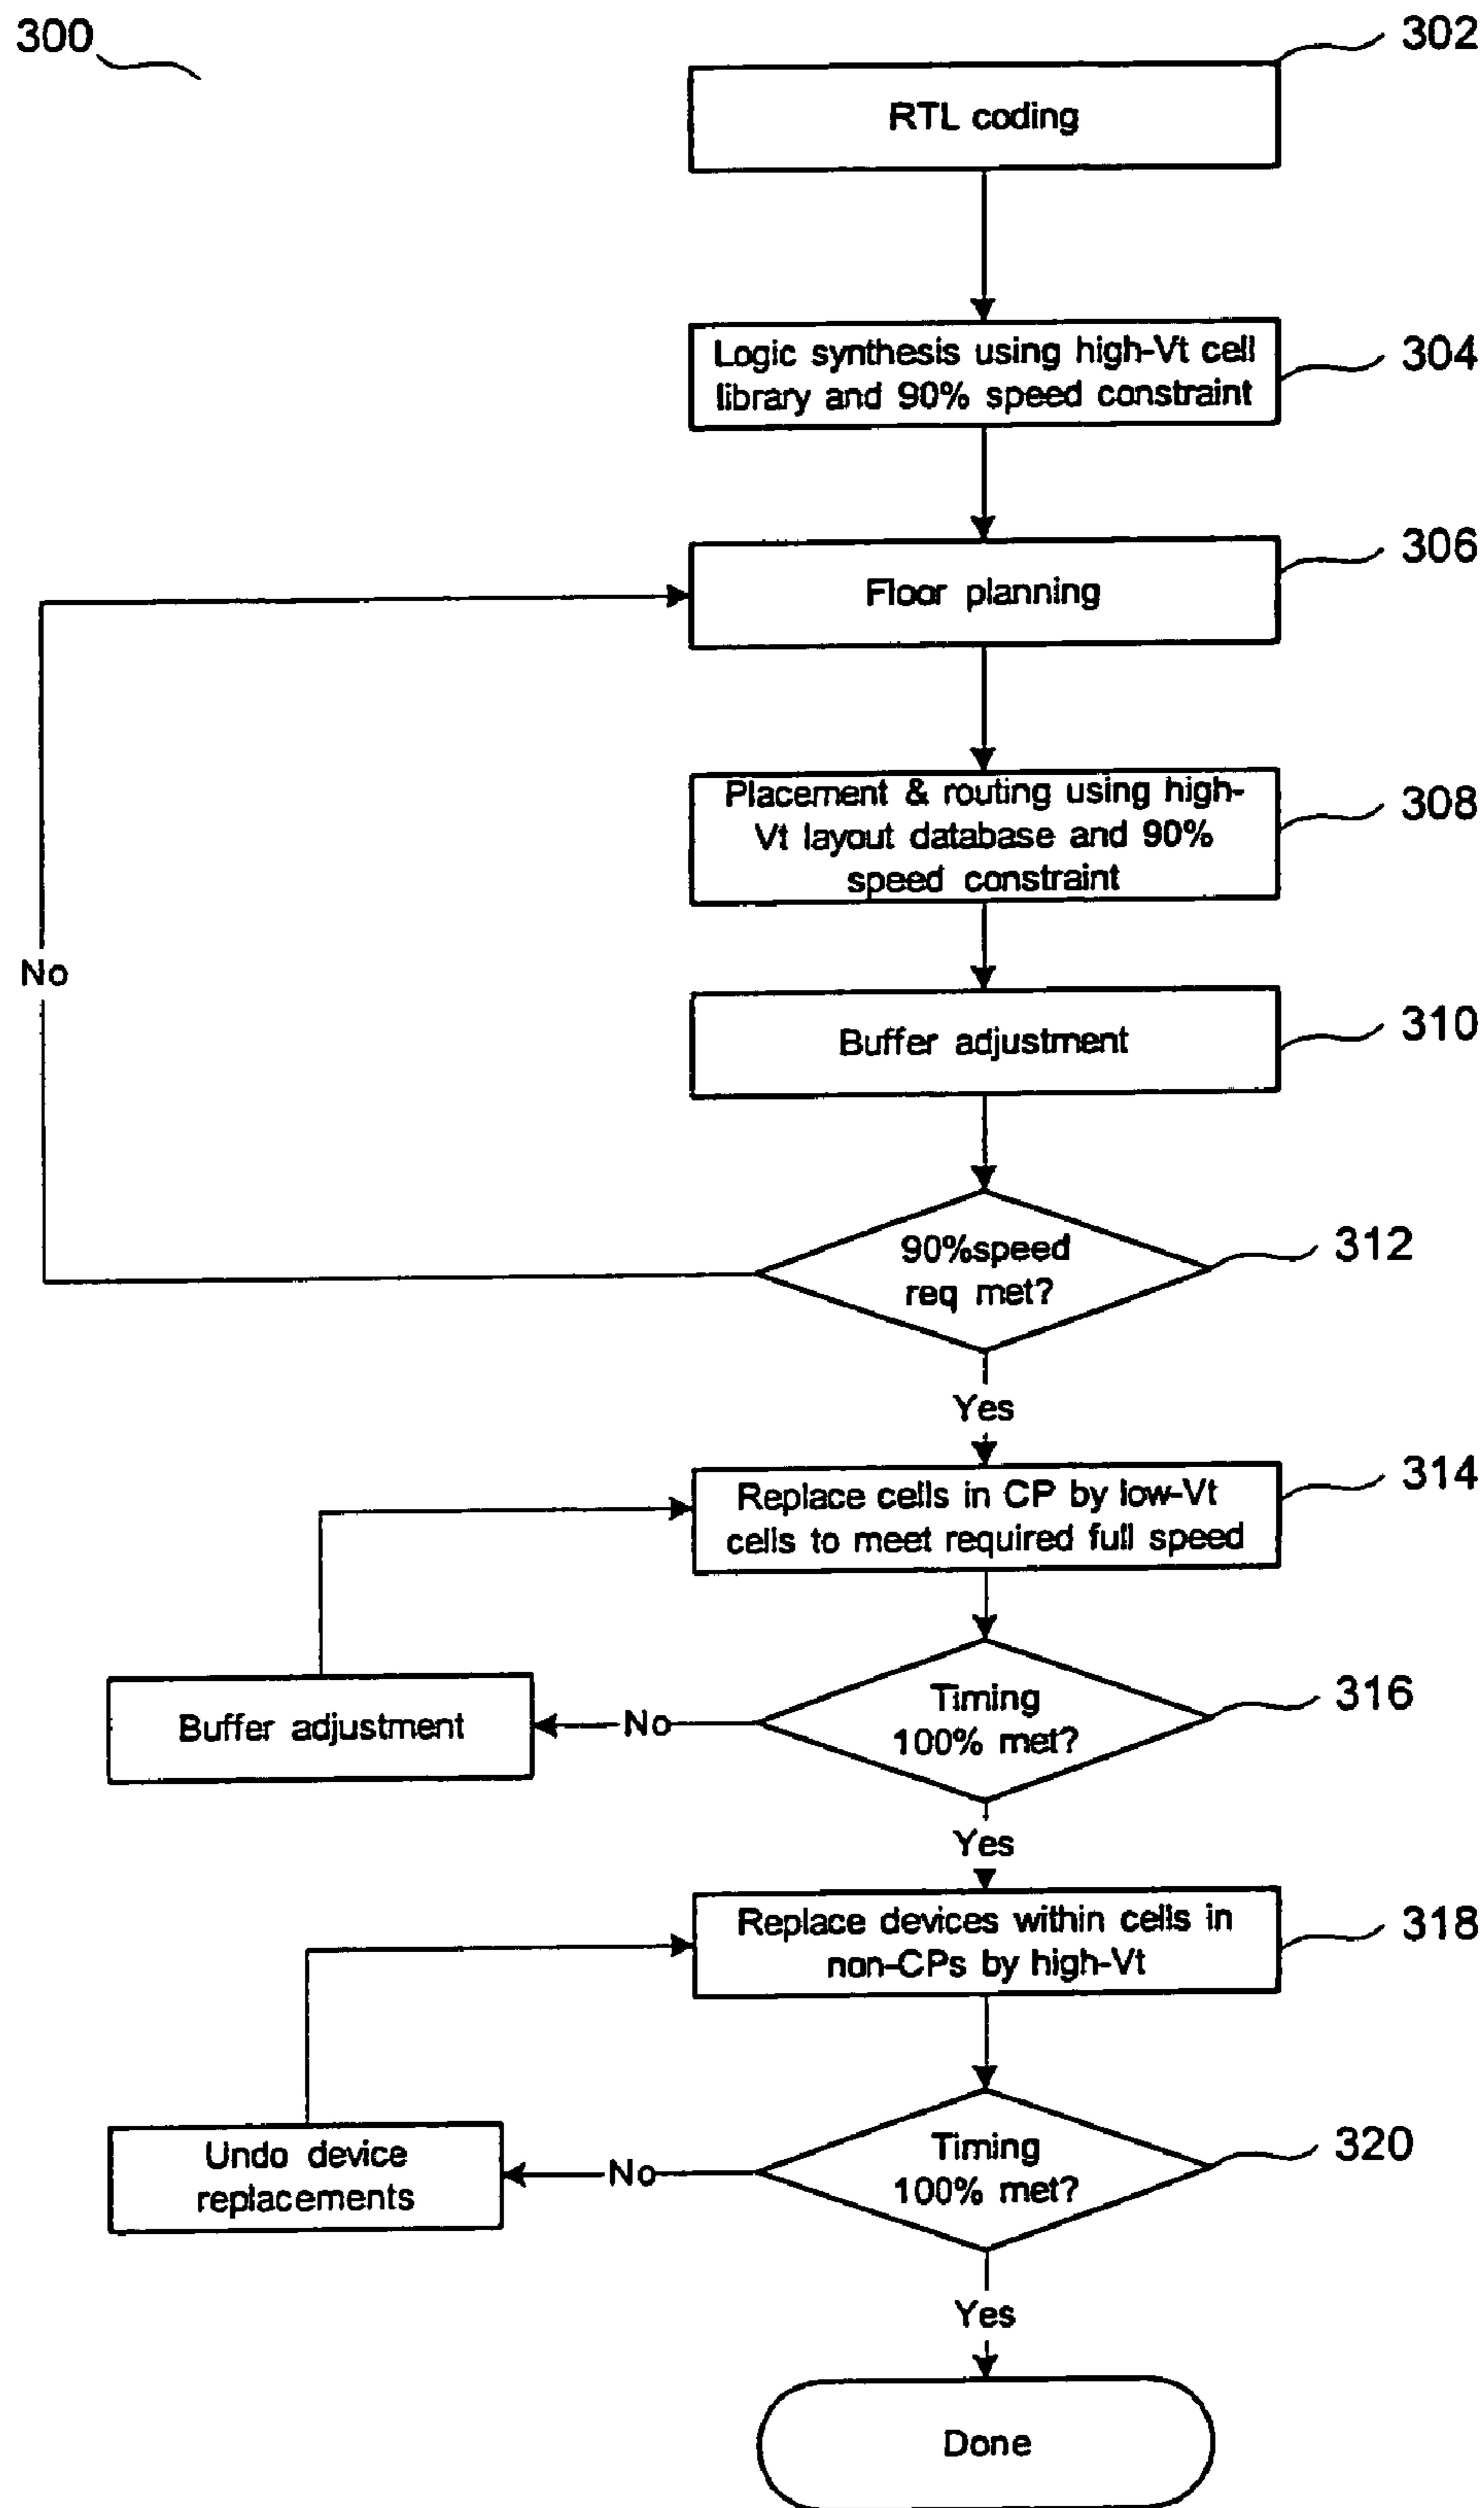 300
302
RTL coding
Logic synthesis using high-Vt cell
library and 90% speed constraint
304
306
Floor planning
Placement & routing using high-
Vt layout database and 90%
speed constraint
308
No
Buffer adjustment
310
90%speed
req met?
312
Yes
Replace cells in CP by low-Vt
cells to meet required full speed
314
Timing
100% met?
316
No
Buffer adjustment
Yes
Replace devices within cells in
non-CPs by high-Vt
318
Timing
100% met?
320
No
Undo device
replacements
Yes
Done